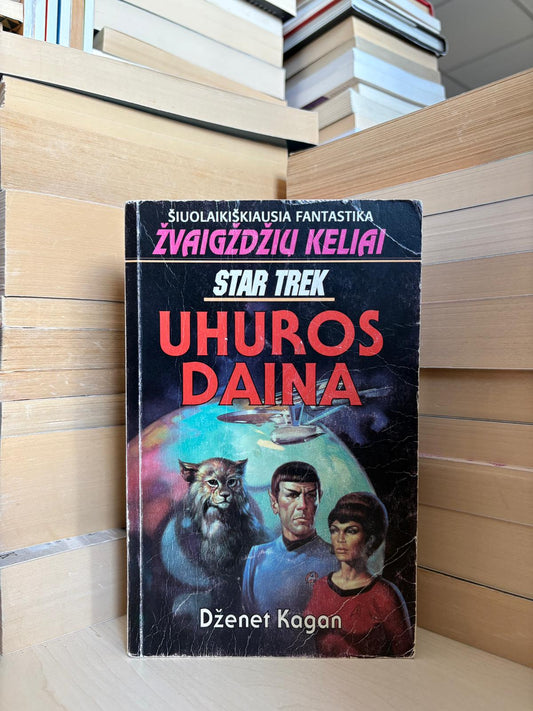 ŠIUOLAIKIŠKIAUSIA FANTASTIKA
ŽVAIGŽDŽIŲ KELIAI
STAR TREK
UHUROS
DAINA
Dženet Kagan